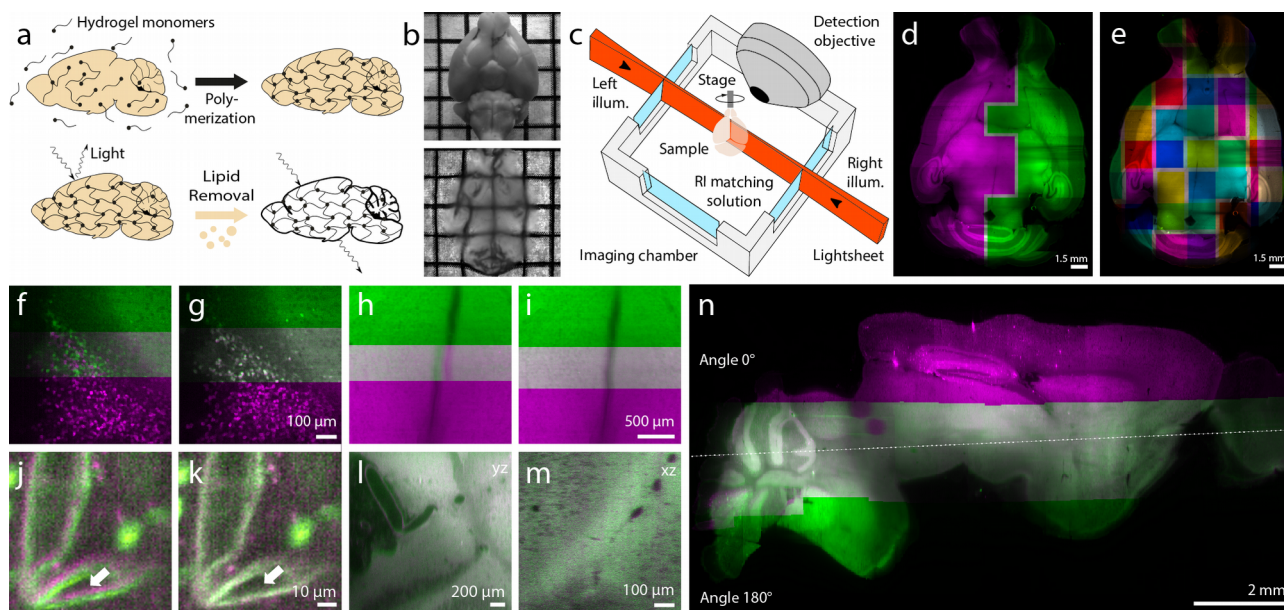 a
Hydrogel monomers
Poly-
merization
Light
Lipid
Removal
b
c
Detection
objective
Left
illum.
Stage
Sample
Right
illum.
RI matching
solution
Imaging chamber
Lightsheet
d
1.5 mm
e
1.5 mm
f
g
100 µm
h
i
500 µm
j
k
10 µm
l
yz
200 µm
m
xz
100 µm
n
Angle 0°
Angle 180°
2 mm